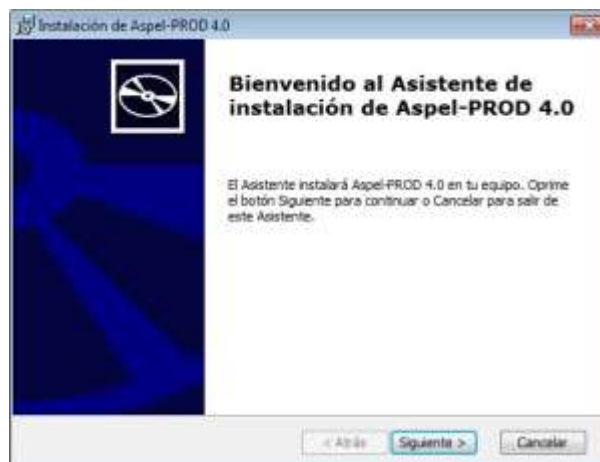 Instalación de Aspel-PROD 4.0
Bienvenido al Asistente de
instalación de Aspel-PROD 4.0
El Asistente instalará Aspel-PROD 4.0 en tu equipo. Oprime
el botón Siguiente para continuar o Cancelar para salir de
este Asistente.
< Atrás
Siguiente >
Cancelar